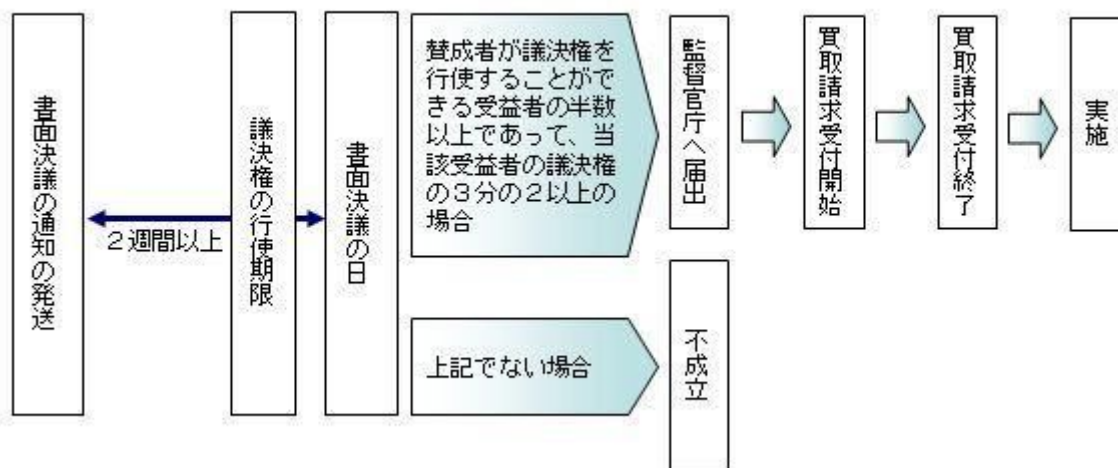 書面決議の通知の発送
２週間以上
議決権の行使期限
書面決議の日
賛成者が議決権を
行使することがで
きる受益者の半数
以上であって、当
該受益者の議決権
の３分の２以上の
場合
監督官庁へ届出
買取請求受付開始
買取請求受付終了
実施
上記でない場合
不成立